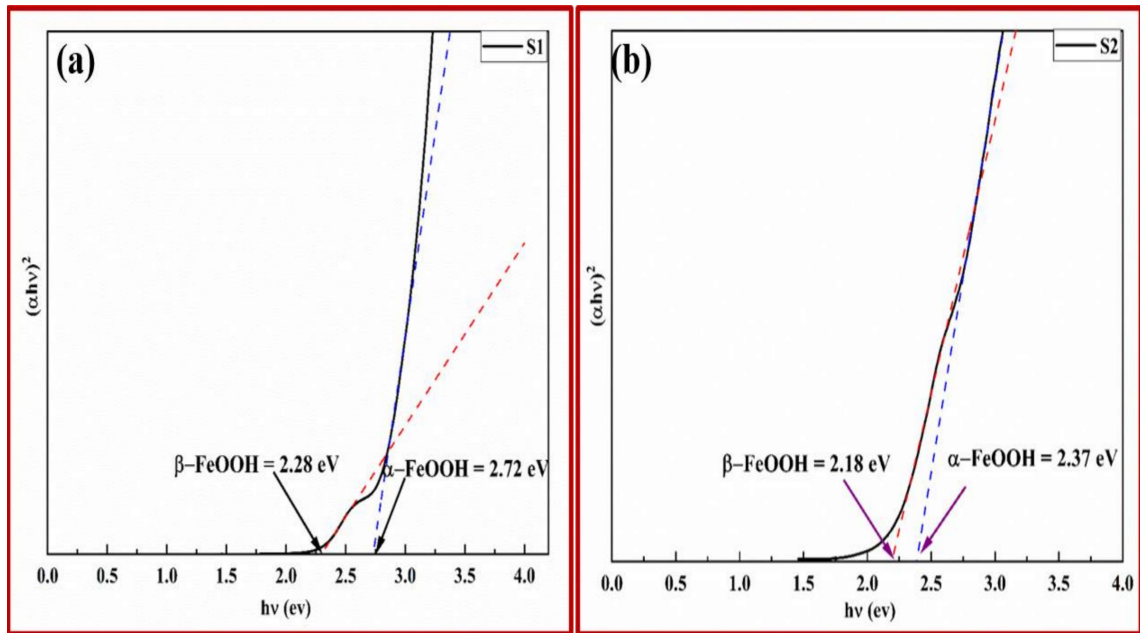 (a)
S1
(αhν)²
β−FeOOH = 2.28 eV
α−FeOOH = 2.72 eV
0.0 0.5 1.0 1.5 2.0 2.5 3.0 3.5 4.0
hν (ev)
(b)
S2
(αhν)²
β−FeOOH = 2.18 eV
α−FeOOH = 2.37 eV
0.0 0.5 1.0 1.5 2.0 2.5 3.0 3.5 4.0
hν (ev)